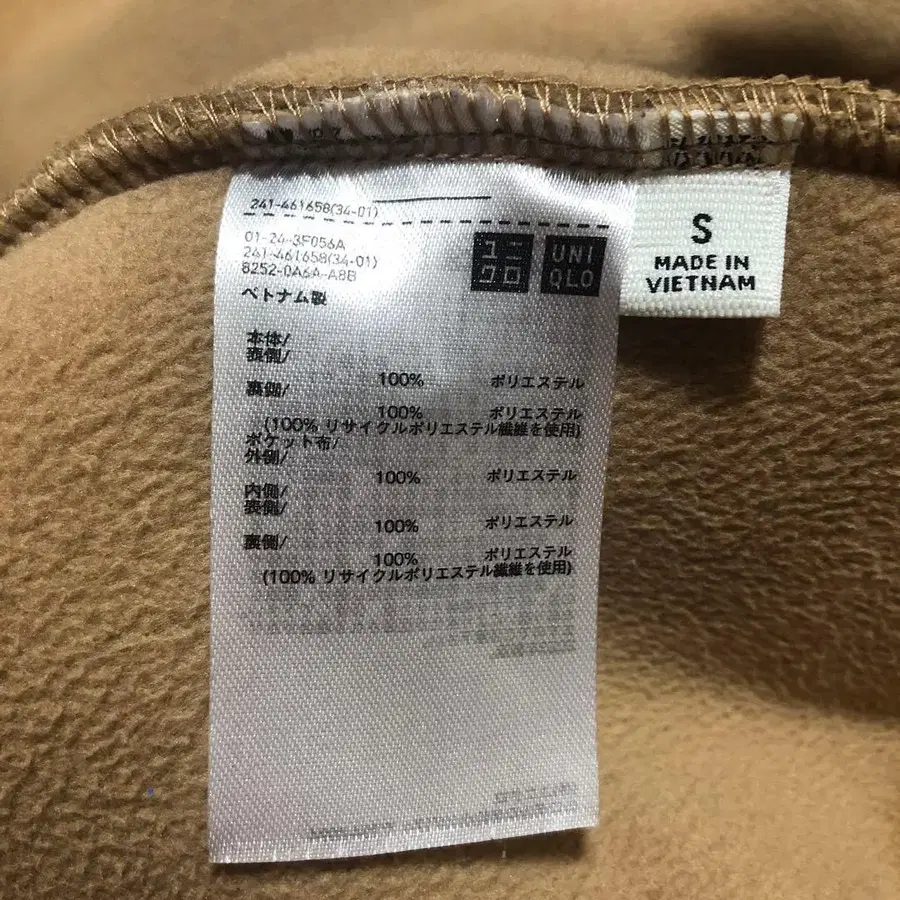 241-461658(34-01)
01-24-3F056A
241-461658(34-01)
8252-0A6A-A8B
ベトナム製
ユニ
クロ
UNI
QLO
S
MADE IN
VIETNAM
本体/
表側/
100% ポリエステル
裏側/
100% ポリエステル
(100% リサイクルポリエステル繊維を使用)
ポケット布/
外側/
100% ポリエステル
内側/
表側/
100% ポリエステル
裏側/
100% ポリエステル
(100% リサイクルポリエステル繊維を使用)